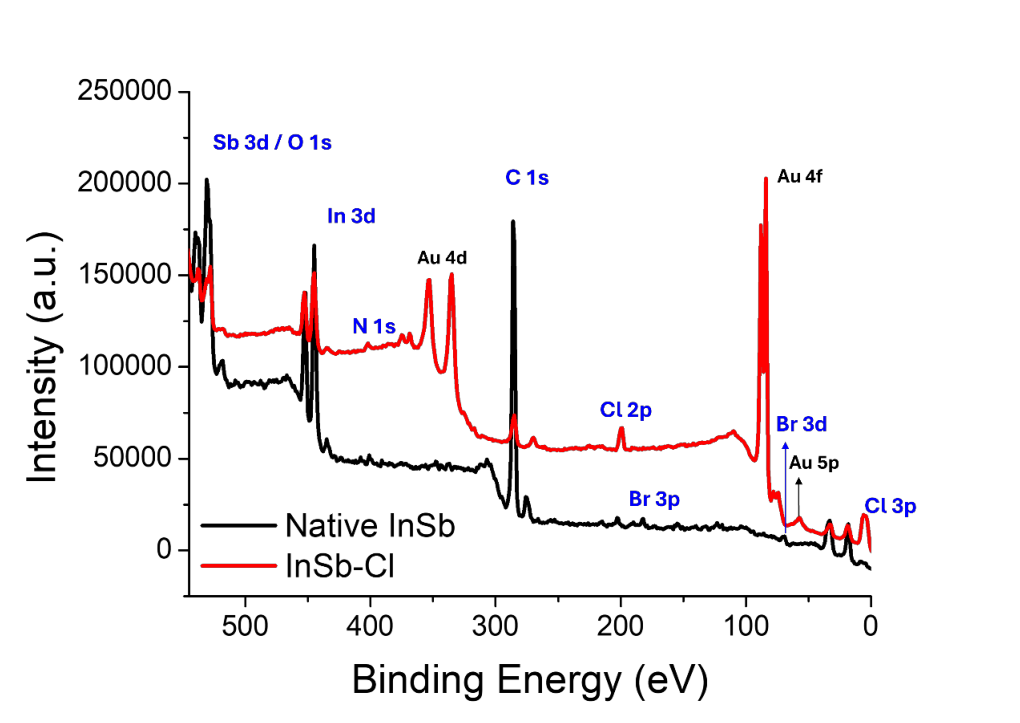 250000
200000
150000
100000
50000
0
Intensity (a.u.)
Sb 3d / O 1s
In 3d
N 1s
Au 4d
C 1s
Cl 2p
Br 3p
Au 4f
Br 3d
Au 5p
Cl 3p
Native InSb
InSb-Cl
500 400 300 200 100 0
Binding Energy (eV)